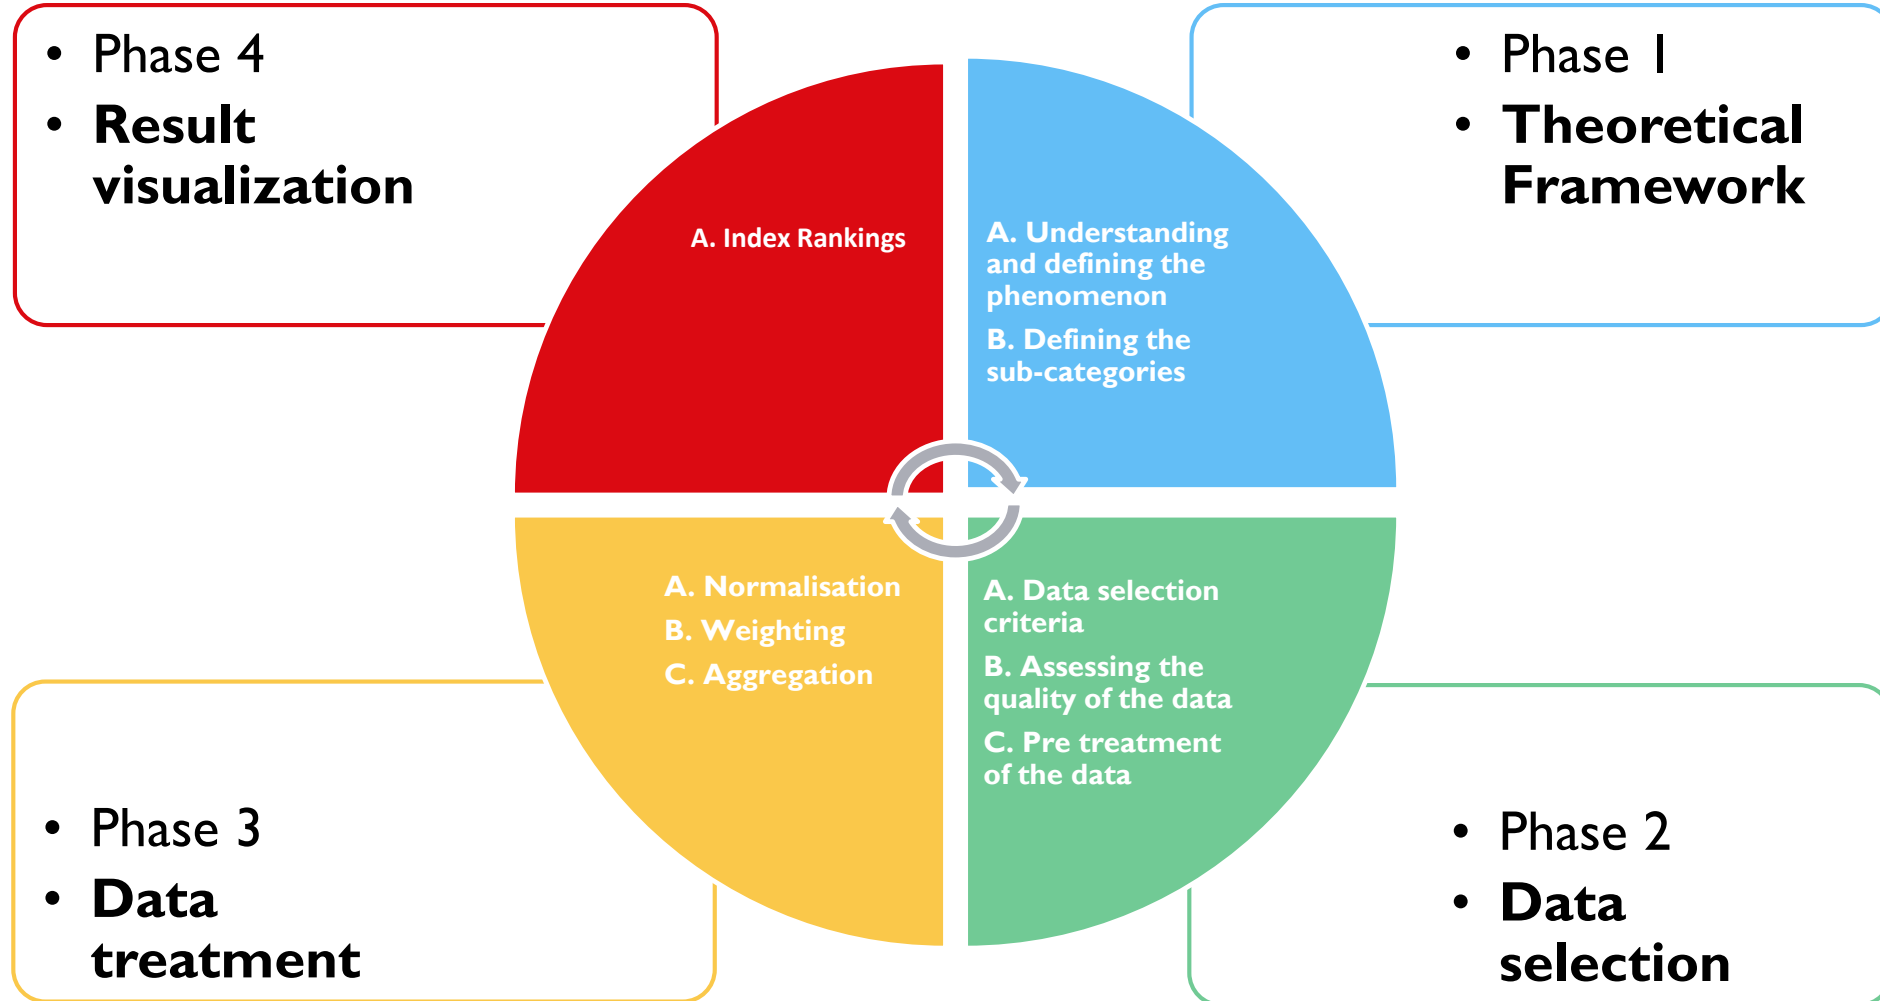 • Phase 4
• Result
visualization
• Phase 1
• Theoretical
Framework
A. Index Rankings
A. Understanding
and defining the
phenomenon
B. Defining the
sub-categories
A. Normalisation
B. Weighting
C. Aggregation
A. Data selection
criteria
B. Assessing the
quality of the data
C. Pre treatment
of the data
• Phase 3
• Data
treatment
• Phase 2
• Data
selection